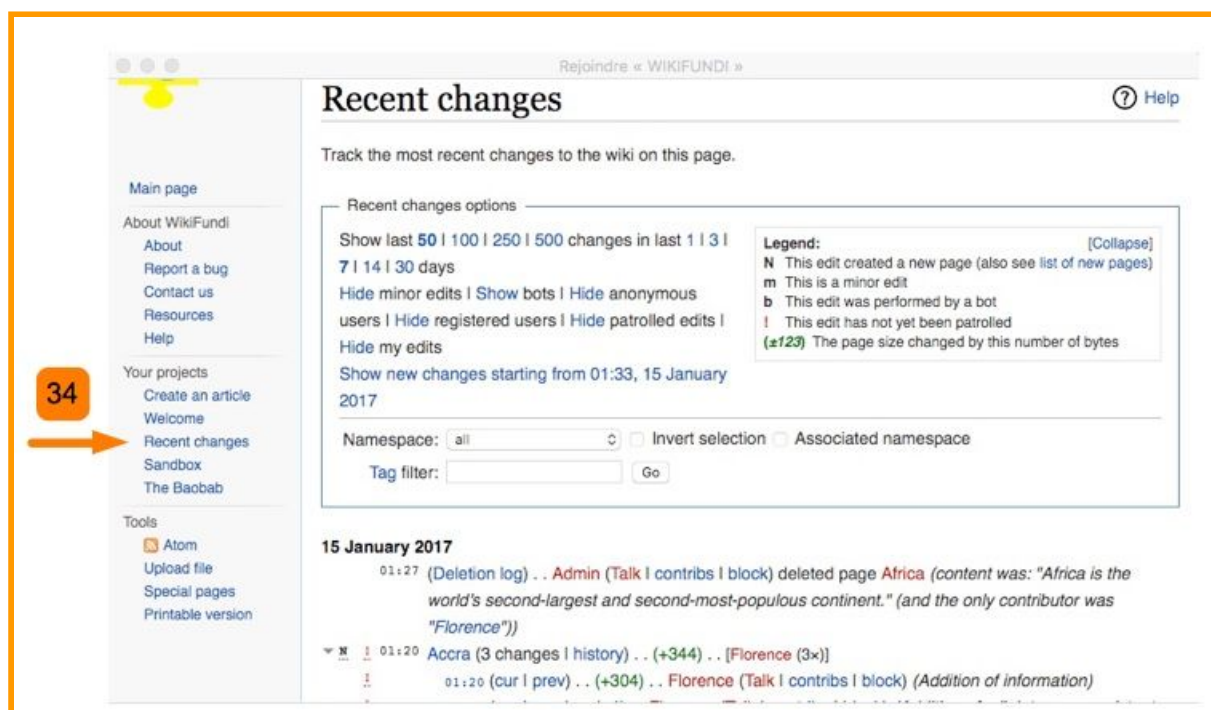 Rejoindre « WIKIFUNDI »
Recent changes
? Help
Track the most recent changes to the wiki on this page.
Main page
About WikiFundi
About
Report a bug
Contact us
Resources
Help
34
Your projects
Create an article
Welcome
Recent changes
Sandbox
The Baobab
Tools
Atom
Upload file
Special pages
Printable version
Recent changes options
Show last 50 | 100 | 250 | 500 changes in last 1 | 3 |
7 | 14 | 30 days
Hide minor edits | Show bots | Hide anonymous
users | Hide registered users | Hide patrolled edits |
Hide my edits
Show new changes starting from 01:33, 15 January
2017
Legend: [Collapse]
N This edit created a new page (also see list of new pages)
m This is a minor edit
b This edit was performed by a bot
! This edit has not yet been patrolled
(±123) The page size changed by this number of bytes
Namespace: all Invert selection Associated namespace
Tag filter: Go
15 January 2017
01:27 (Deletion log) . . Admin (Talk | contribs | block) deleted page Africa (content was: "Africa is the
world's second-largest and second-most-populous continent." (and the only contributor was
"Florence"))
N ! 01:20 Accra (3 changes | history) . . (+344) . . [Florence (3×)]
! 01:20 (cur | prev) . . (+304) . . Florence (Talk | contribs | block) (Addition of information)